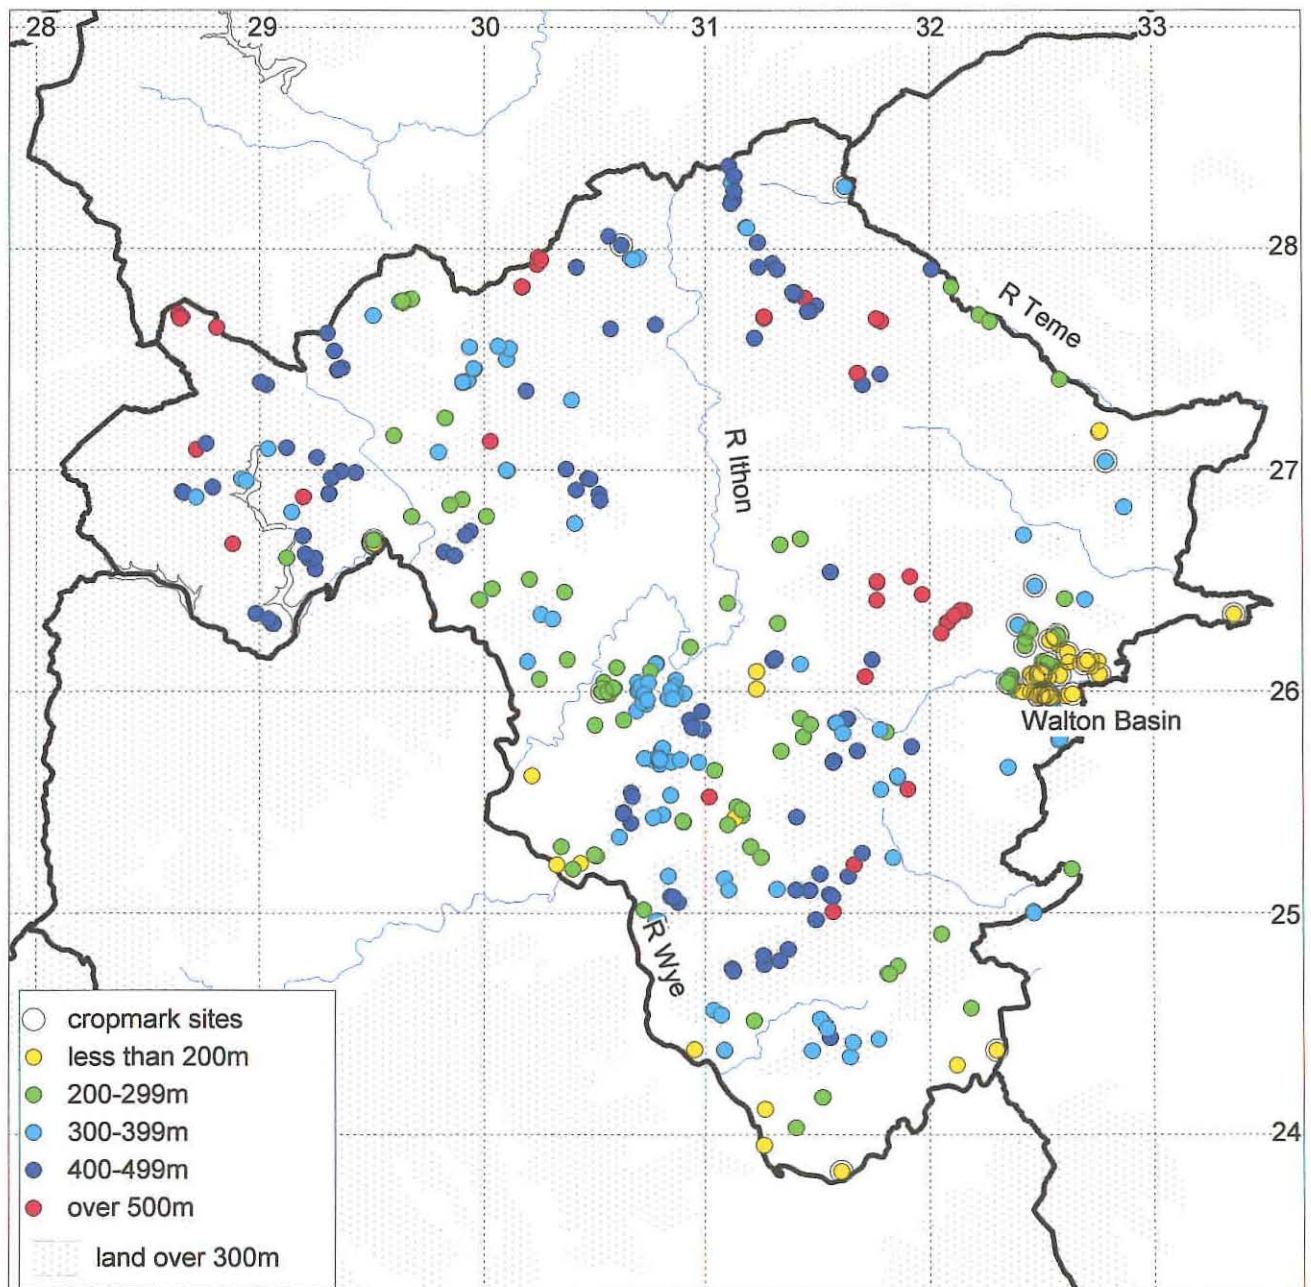 28 29 30 31 32 33
28
R Teme
R Ithon
27
26
Walton Basin
25
R Wye
24
cropmark sites
less than 200m
200-299m
300-399m
400-499m
over 500m
land over 300m